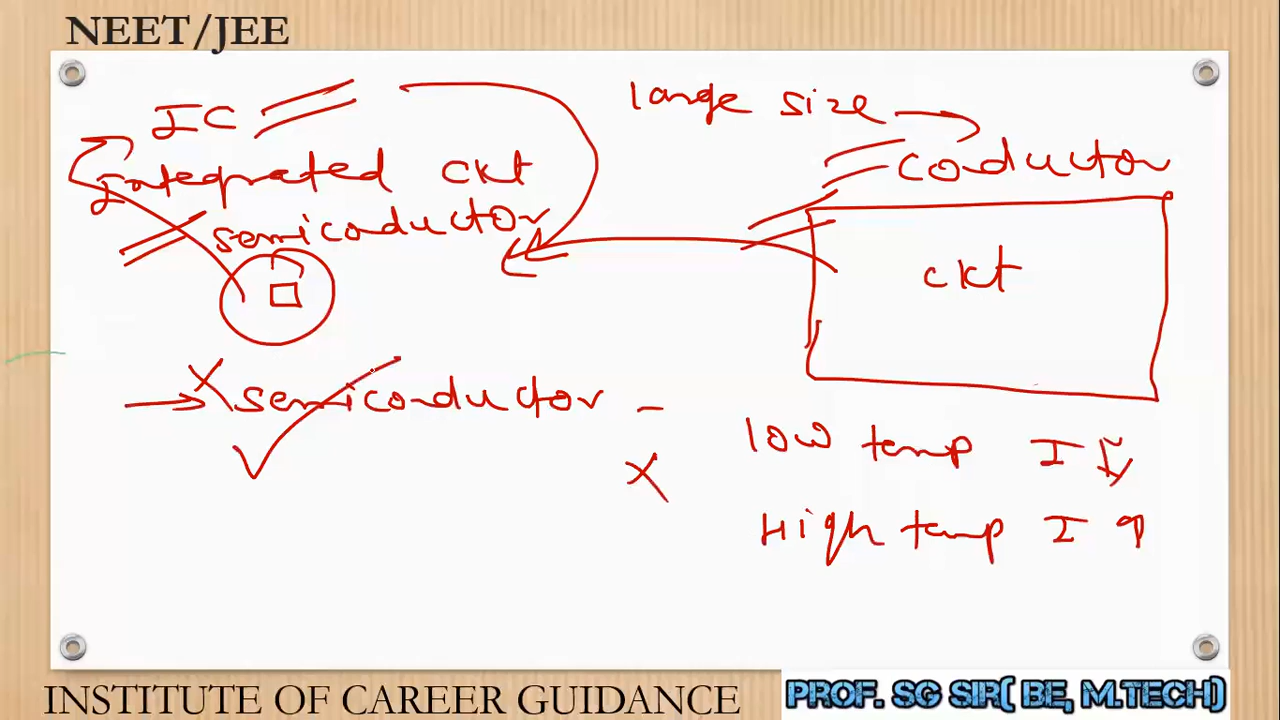 NEET/JEE
IC
Integrated ckt
semiconductor
large size
conductor
ckt
semiconductor -
low temp I ↓
High temp I ↑
INSTITUTE OF CAREER GUIDANCE
PROF. SG SIR( BE, M.TECH)